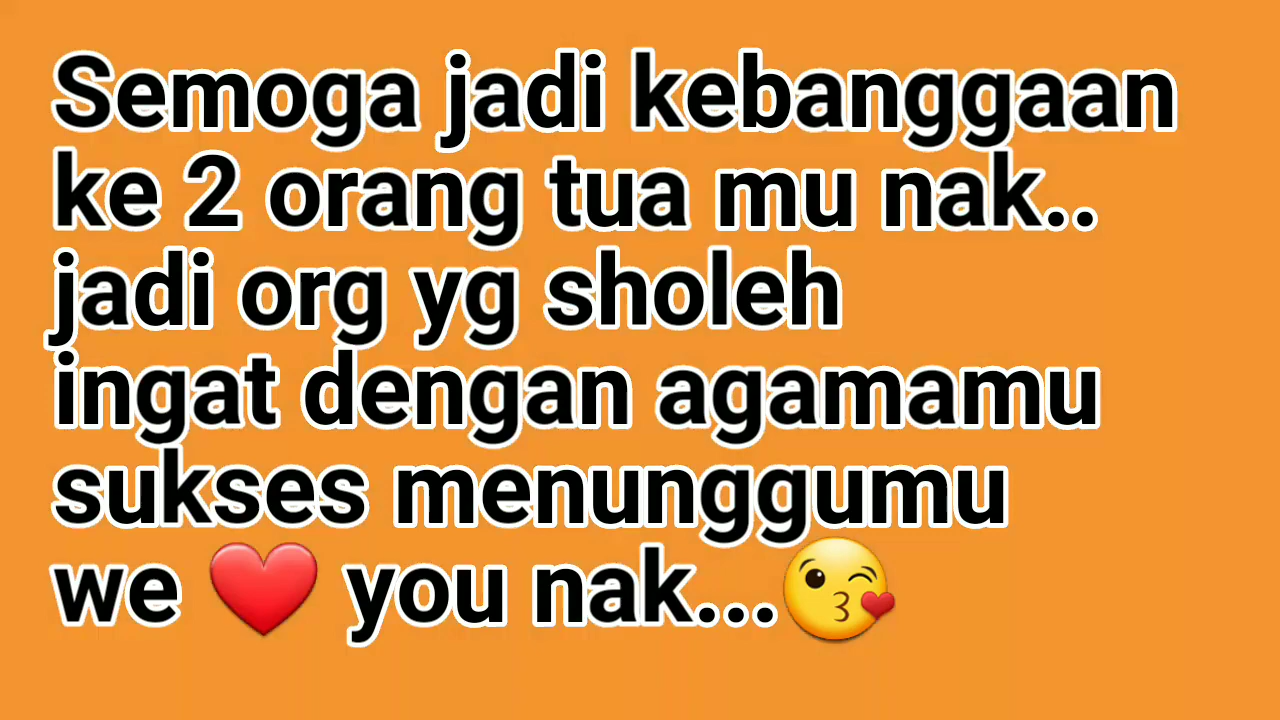 Semoga jadi kebanggaan
ke 2 orang tua mu nak..
jadi org yg sholeh
ingat dengan agamamu
sukses menunggumu
we ❤️ you nak...😘